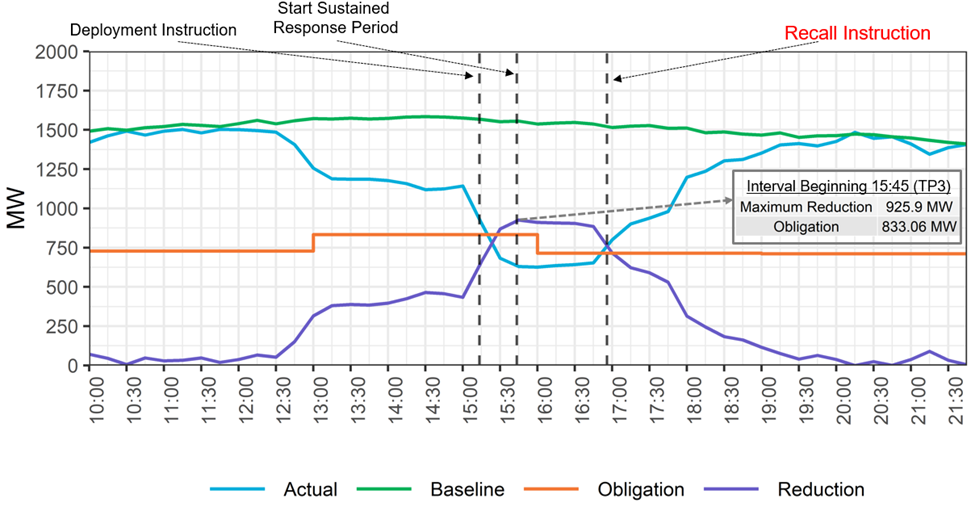 Start Sustained
Response Period
Deployment Instruction
Recall Instruction
2000
1750
1500
1250
1000
750
500
250
0
MW
Interval Beginning 15:45 (TP3)
Maximum Reduction 925.9 MW
Obligation 833.06 MW
10:00
10:30
11:00
11:30
12:00
12:30
13:00
13:30
14:00
14:30
15:00
15:30
16:00
16:30
17:00
17:30
18:00
18:30
19:00
19:30
20:00
20:30
21:00
21:30
Actual
Baseline
Obligation
Reduction